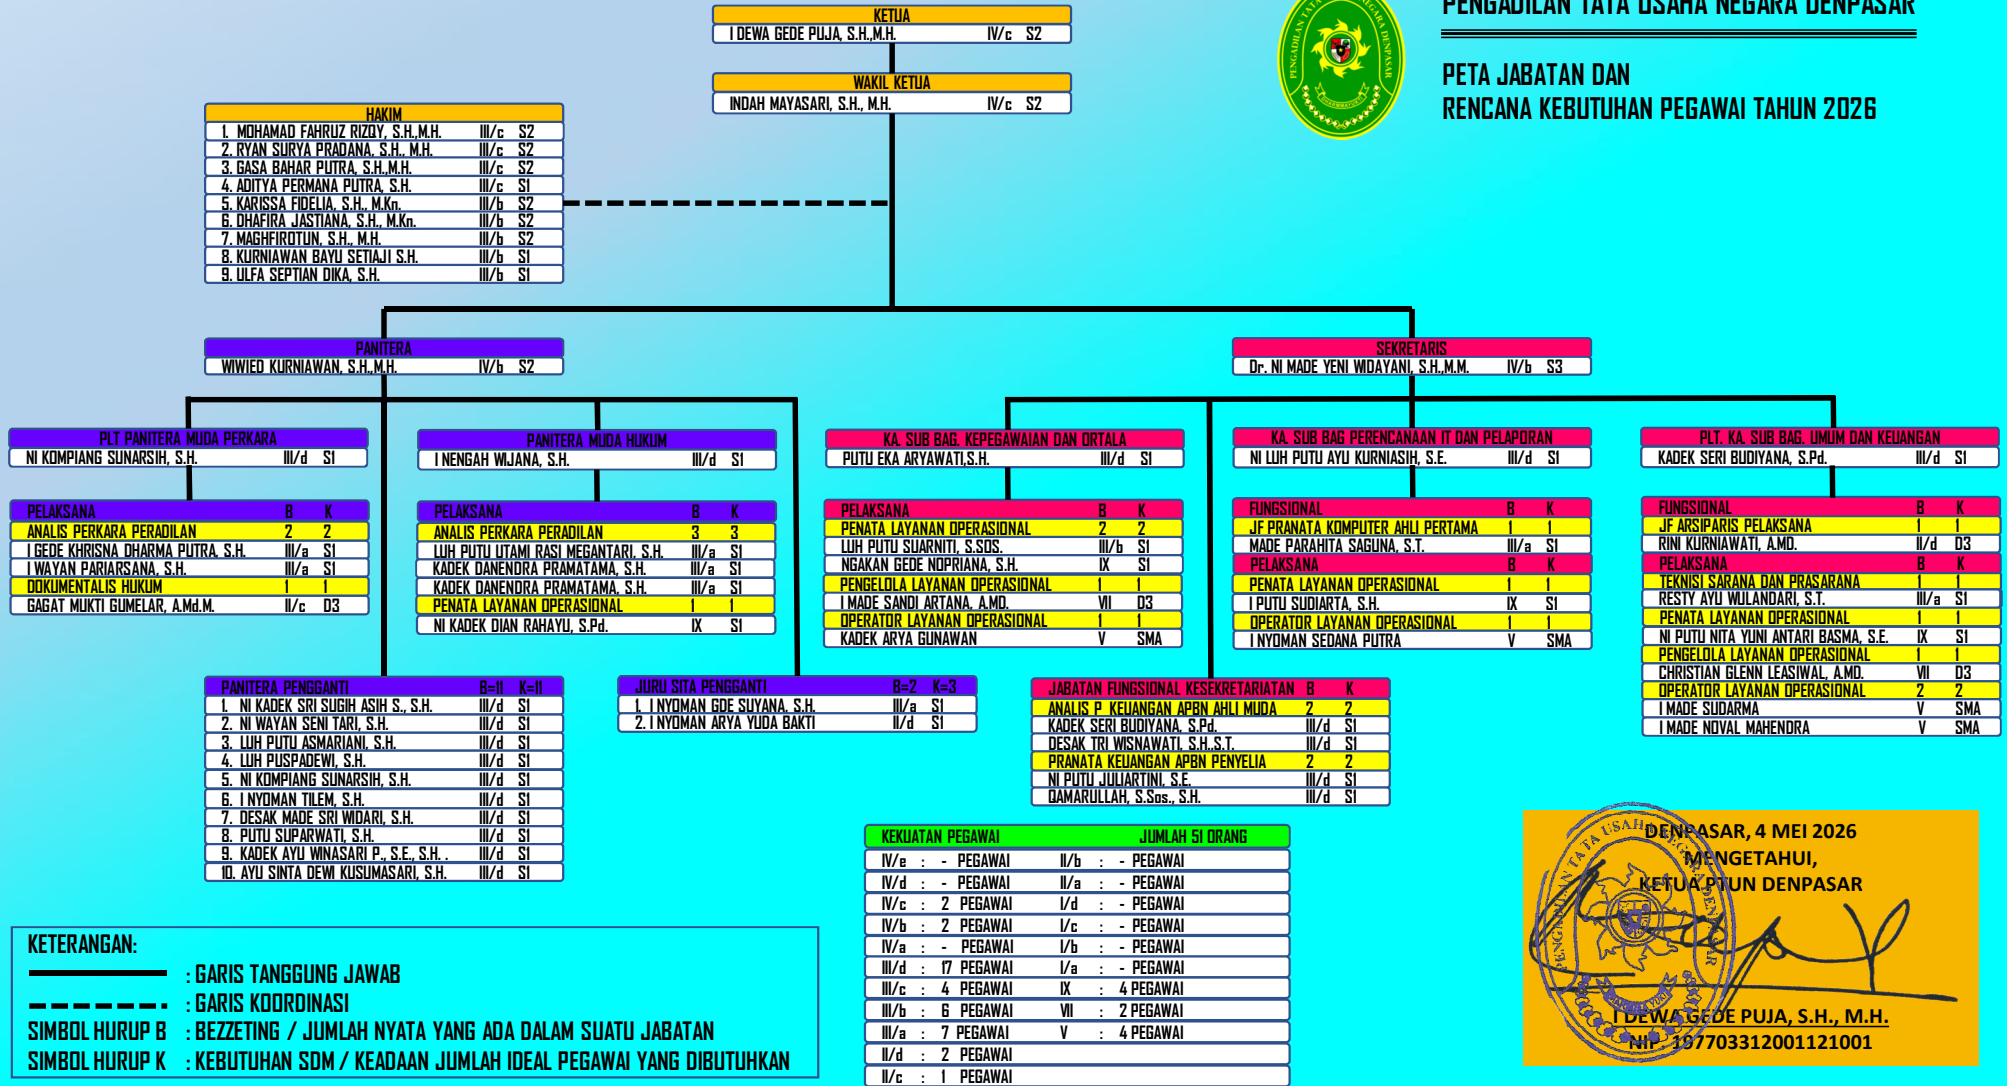 PENGADILAN TATA USAHA NEGARA DENPASAR
PETA JABATAN DAN
RENCANA KEBUTUHAN PEGAWAI TAHUN 2026
PENGADILAN TATA USAHA NEGARA DENPASAR
KETUA
I DEWA GEDE PUJA, S.H.,M.H. IV/c S2
WAKIL KETUA
INDAH MAYASARI, S.H., M.H. IV/c S2
HAKIM
1. MOHAMAD FAHRUZ RIZQY, S.H.,M.H. III/c S2
2. RYAN SURYA PRADANA, S.H., M.H. III/c S2
3. GASA BAHAR PUTRA, S.H.,M.H. III/c S2
4. ADITYA PERMANA PUTRA, S.H. III/c S1
5. KARISSA FIDELIA, S.H., M.Kn. III/b S2
6. DHAFIRA JASTIANA, S.H., M.Kn. III/b S2
7. MAGHFIROTUN, S.H., M.H. III/b S2
8. KURNIAWAN BAYU SETIAJI S.H. III/b S1
9. ULFA SEPTIAN DIKA, S.H. III/b S1
PANITERA
WIWIED KURNIAWAN, S.H.,M.H. IV/b S2
SEKRETARIS
Dr. NI MADE YENI WIDAYANI, S.H.,M.M. IV/b S3
PLT PANITERA MUDA PERKARA
NI KOMPIANG SUNARSIH, S.H. III/d S1
PELAKSANA B K
ANALIS PERKARA PERADILAN 2 2
I GEDE KHRISNA DHARMA PUTRA, S.H. III/a S1
I WAYAN PARIARSANA, S.H. III/a S1
DOKUMENTALIS HUKUM 1 1
GAGAT MUKTI GUMELAR, A.Md.M. II/c D3
PANITERA MUDA HUKUM
I NENGAH WIJANA, S.H. III/d S1
PELAKSANA B K
ANALIS PERKARA PERADILAN 3 3
LUH PUTU UTAMI RASI MEGANTARI, S.H. III/a S1
KADEK DANENDRA PRAMATAMA, S.H. III/a S1
KADEK DANENDRA PRAMATAMA, S.H. III/a S1
PENATA LAYANAN OPERASIONAL 1 1
NI KADEK DIAN RAHAYU, S.Pd. IX S1
KA. SUB BAG. KEPEGAWAIAN DAN ORTALA
PUTU EKA ARYAWATI,S.H. III/d S1
PELAKSANA B K
PENATA LAYANAN OPERASIONAL 2 2
LUH PUTU SUARNITI, S.SOS. III/b S1
NGAKAN GEDE NOPRIANA, S.H. IX S1
PENGELOLA LAYANAN OPERASIONAL 1 1
I MADE SANDI ARTANA, A.MD. VII D3
OPERATOR LAYANAN OPERASIONAL 1 1
KADEK ARYA GUNAWAN V SMA
KA. SUB BAG PERENCANAAN IT DAN PELAPORAN
NI LUH PUTU AYU KURNIASIH, S.E. III/d S1
FUNGSIONAL B K
JF PRANATA KOMPUTER AHLI PERTAMA 1 1
MADE PARAHITA SAGUNA, S.T. III/a S1
PELAKSANA B K
PENATA LAYANAN OPERASIONAL 1 1
I PUTU SUDIARTA, S.H. IX S1
OPERATOR LAYANAN OPERASIONAL 1 1
I NYOMAN SEDANA PUTRA V SMA
PLT. KA. SUB BAG. UMUM DAN KEUANGAN
KADEK SERI BUDIYANA, S.Pd. III/d S1
FUNGSIONAL B K
JF ARSIPARIS PELAKSANA 1 1
RINI KURNIAWATI, A.MD. II/d D3
PELAKSANA B K
TEKNISI SARANA DAN PRASARANA 1 1
RESTY AYU WULANDARI, S.T. III/a S1
PENATA LAYANAN OPERASIONAL 1 1
NI PUTU NITA YUNI ANTARI BASMA, S.E. IX S1
PENGELOLA LAYANAN OPERASIONAL 1 1
CHRISTIAN GLENN LEASIWAL, A.MD. VII D3
OPERATOR LAYANAN OPERASIONAL 2 2
I MADE SUDARMA V SMA
I MADE NOVAL MAHENDRA V SMA
PANITERA PENGGANTI B=11 K=11
1. NI KADEK SRI SUGIH ASIH S., S.H. III/d S1
2. NI WAYAN SENI TARI, S.H. III/d S1
3. LUH PUTU ASMARIANI, S.H. III/d S1
4. LUH PUSPADEWI, S.H. III/d S1
5. NI KOMPIANG SUNARSIH, S.H. III/d S1
6. I NYOMAN TILEM, S.H. III/d S1
7. DESAK MADE SRI WIDARI, S.H. III/d S1
8. PUTU SUPARWATI, S.H. III/d S1
9. KADEK AYU WINASARI P., S.E., S.H. . III/d S1
10. AYU SINTA DEWI KUSUMASARI, S.H. III/d S1
JURU SITA PENGGANTI B=2 K=3
1. I NYOMAN GDE SUYANA, S.H. III/a S1
2. I NYOMAN ARYA YUDA BAKTI II/d S1
JABATAN FUNGSIONAL KESEKRETARIATAN B K
ANALIS P KEUANGAN APBN AHLI MUDA 2 2
KADEK SERI BUDIYANA, S.Pd. III/d S1
DESAK TRI WISNAWATI, S.H.,S.T. III/d S1
PRANATA KEUANGAN APBN PENYELIA 2 2
NI PUTU JULIARTINI, S.E. III/d S1
QAMARULLAH, S.Sos., S.H. III/d S1
KEKUATAN PEGAWAI JUMLAH 51 ORANG
IV/e : - PEGAWAI II/b : - PEGAWAI
IV/d : - PEGAWAI II/a : - PEGAWAI
IV/c : 2 PEGAWAI I/d : - PEGAWAI
IV/b : 2 PEGAWAI I/c : - PEGAWAI
IV/a : - PEGAWAI I/b : - PEGAWAI
III/d : 17 PEGAWAI I/a : - PEGAWAI
III/c : 4 PEGAWAI IX : 4 PEGAWAI
III/b : 6 PEGAWAI VII : 2 PEGAWAI
III/a : 7 PEGAWAI V : 4 PEGAWAI
II/d : 2 PEGAWAI
II/c : 1 PEGAWAI
KETERANGAN:
: GARIS TANGGUNG JAWAB
: GARIS KOORDINASI
SIMBOL HURUP B : BEZZETING / JUMLAH NYATA YANG ADA DALAM SUATU JABATAN
SIMBOL HURUP K : KEBUTUHAN SDM / KEADAAN JUMLAH IDEAL PEGAWAI YANG DIBUTUHKAN
DENPASAR, 4 MEI 2026
MENGETAHUI,
KETUA PTUN DENPASAR
I DEWA GEDE PUJA, S.H., M.H.
NIP. 197703312001121001